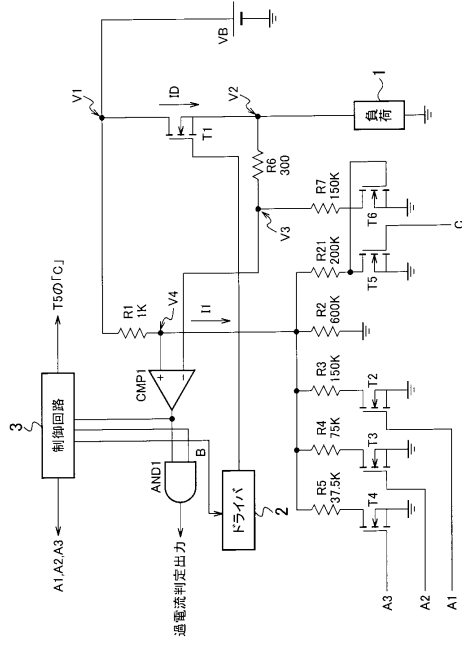 3
制御回路
T5の「C」
A1,A2,A3
V1
VB
R1
1K
V4
I1
ID
T1
V2
R6
300
V3
負荷
1
CMP1
+
−
AND1
B
過電流判定出力
ドライバ
2
R5
37.5K
R4
75K
R3
150K
R2
600K
R21
200K
R7
150K
T4
T3
T2
T5
T6
A3
A2
A1
C